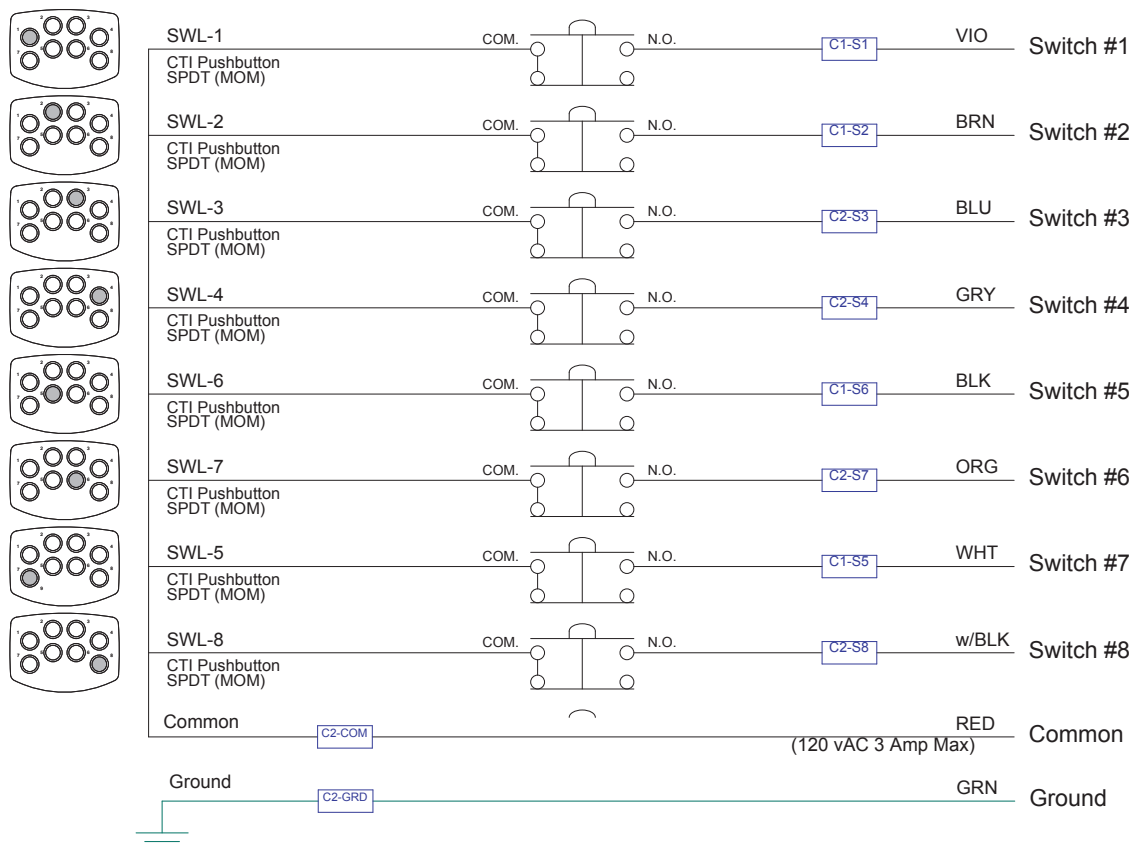 SWL-1 COM. N.O. C1-S1 VIO Switch #1
CTI Pushbutton
SPDT (MOM)
SWL-2 COM. N.O. C1-S2 BRN Switch #2
CTI Pushbutton
SPDT (MOM)
SWL-3 COM. N.O. C2-S3 BLU Switch #3
CTI Pushbutton
SPDT (MOM)
SWL-4 COM. N.O. C2-S4 GRY Switch #4
CTI Pushbutton
SPDT (MOM)
SWL-6 COM. N.O. C1-S6 BLK Switch #5
CTI Pushbutton
SPDT (MOM)
SWL-7 COM. N.O. C2-S7 ORG Switch #6
CTI Pushbutton
SPDT (MOM)
SWL-5 COM. N.O. C1-S5 WHT Switch #7
CTI Pushbutton
SPDT (MOM)
SWL-8 COM. N.O. C2-S8 w/BLK Switch #8
CTI Pushbutton
SPDT (MOM)
Common C2-COM RED Common
(120 vAC 3 Amp Max)
Ground C2-GRD GRN Ground